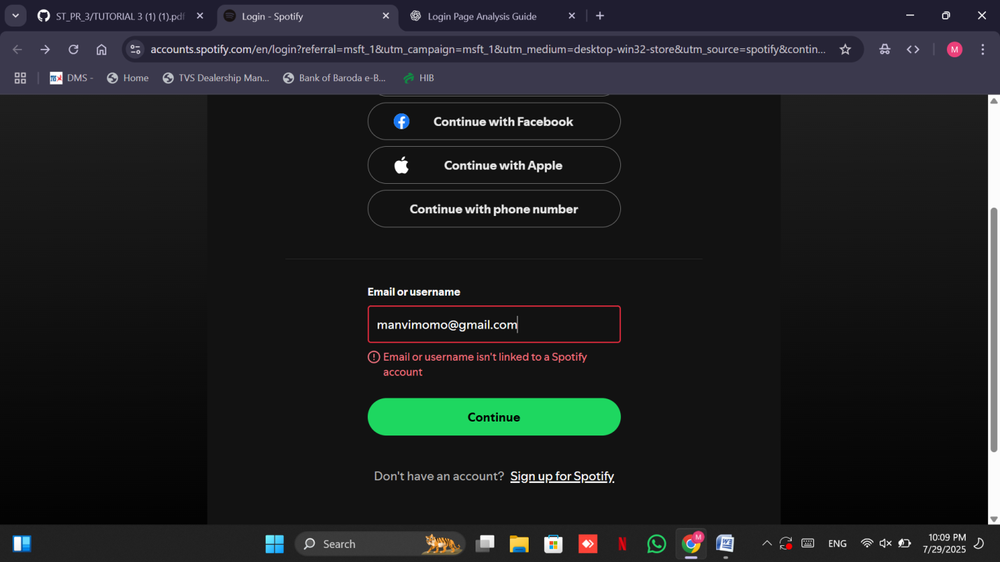 ST_PR_3/TUTORIAL 3 (1) (1).pdf
Login - Spotify
Login Page Analysis Guide
accounts.spotify.com/en/login?referral=msft_1&utm_campaign=msft_1&utm_medium=desktop-win32-store&utm_source=spotify&contin...
M
DMS -
Home
TVS Dealership Man...
Bank of Baroda e-B...
HIB
Continue with Facebook
Continue with Apple
Continue with phone number
Email or username
manvimomo@gmail.com
Email or username isn't linked to a Spotify
account
Continue
Don't have an account? Sign up for Spotify
Search
M
ENG
10:09 PM
7/29/2025